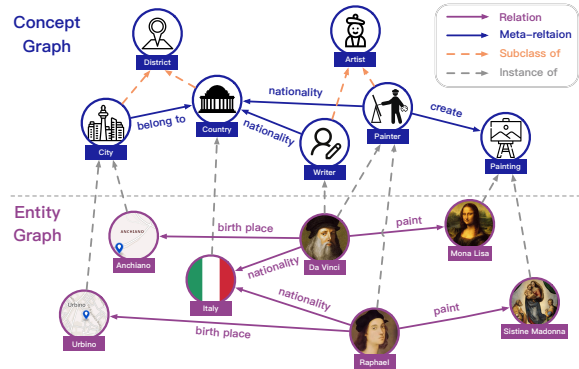 Concept
Graph
District
Artist
Relation
Meta-reltaion
Subclass of
Instance of
nationality
create
belong to
Country
nationality
Painter
City
Writer
Painting
Entity
Graph
ANCHIANO
birth place
paint
Anchiano
Da Vinci
Mona Lisa
nationality
Urbino
Italy
nationality
paint
birth place
Urbino
Sistine Madonna
Raphael